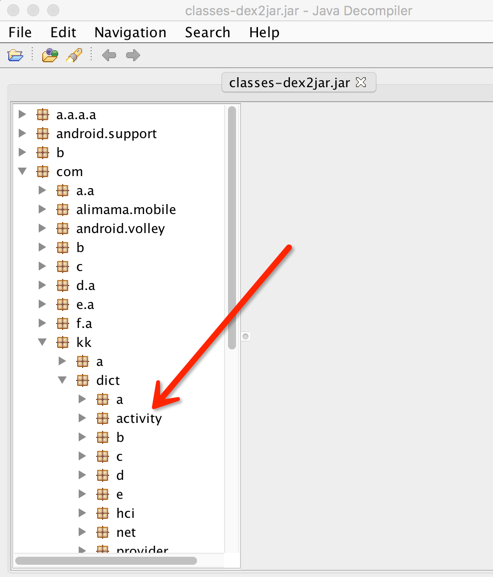 classes-dex2jar.jar - Java Decompiler
File Edit Navigation Search Help
classes-dex2jar.jar
a.a.a.a
android.support
b
com
a.a
alimama.mobile
android.volley
b
c
d.a
e.a
f.a
kk
a
dict
a
activity
b
c
d
e
hci
net
provider